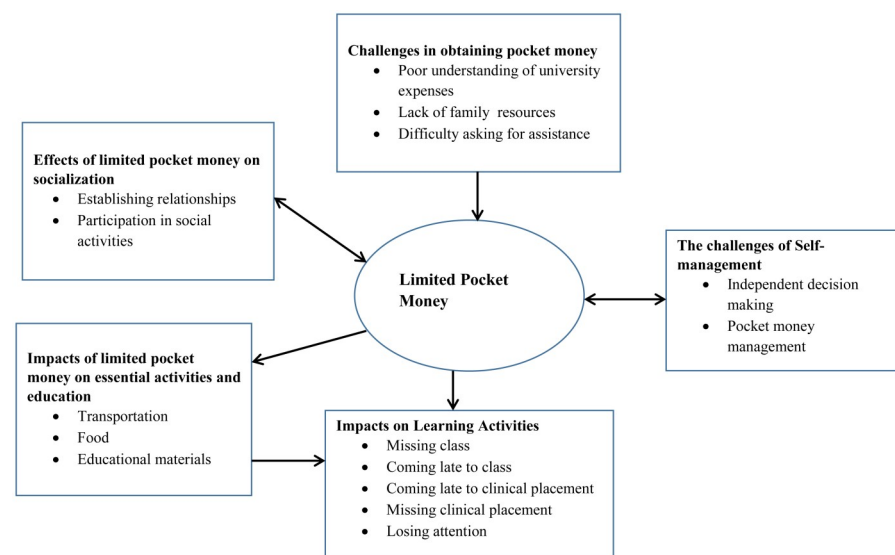 Challenges in obtaining pocket money
• Poor understanding of university
expenses
• Lack of family resources
• Difficulty asking for assistance
Effects of limited pocket money on
socialization
• Establishing relationships
• Participation in social
activities
Limited Pocket
Money
The challenges of Self-
management
• Independent decision
making
• Pocket money
management
Impacts of limited pocket
money on essential activities and
education
• Transportation
• Food
• Educational materials
Impacts on Learning Activities
• Missing class
• Coming late to class
• Coming late to clinical placement
• Missing clinical placement
• Losing attention